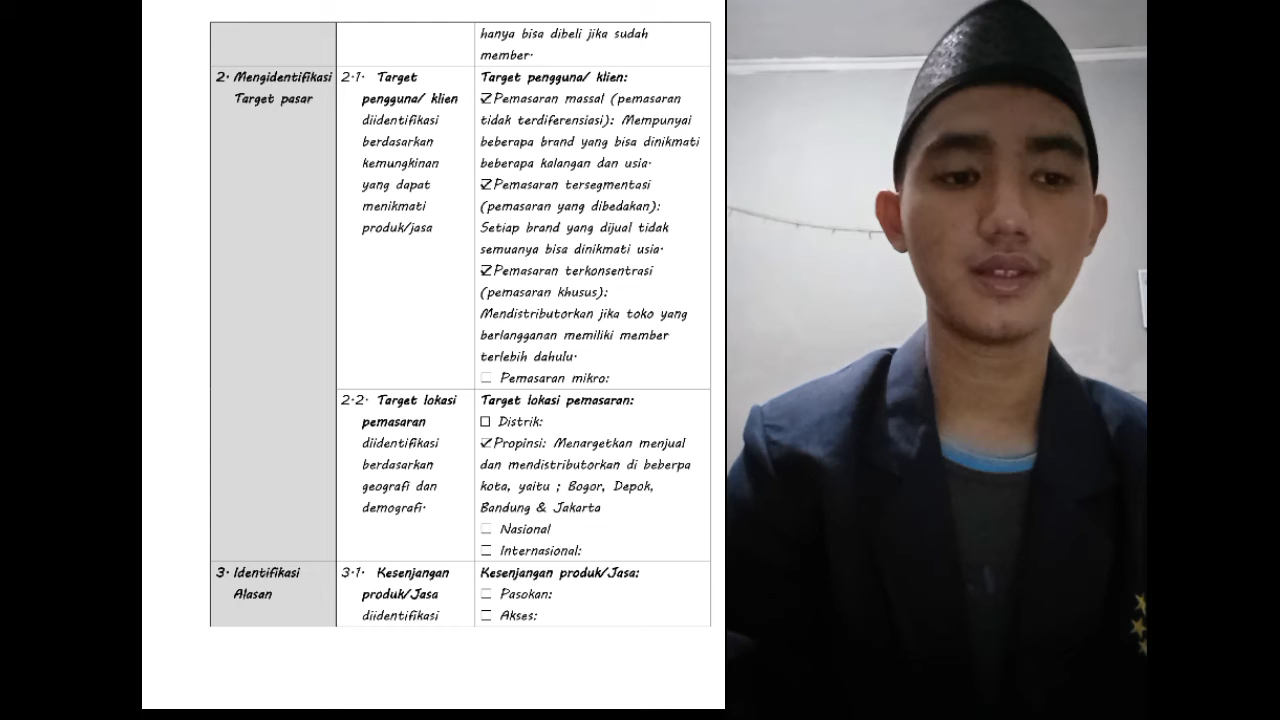 hanya bisa dibeli jika sudah
member.
2. Mengidentifikasi
Target pasar
2.1. Target
pengguna/ klien
diidentifikasi
berdasarkan
kemungkinan
yang dapat
menikmati
produk/jasa
Target pengguna/ klien:
☑Pemasaran massal (pemasaran
tidak terdiferensiasi): Mempunyai
beberapa brand yang bisa dinikmati
beberapa kalangan dan usia.
☑Pemasaran tersegmentasi
(pemasaran yang dibedakan):
Setiap brand yang dijual tidak
semuanya bisa dinikmati usia.
☑Pemasaran terkonsentrasi
(pemasaran khusus):
Mendistributorkan jika toko yang
berlangganan memiliki member
terlebih dahulu.
☐ Pemasaran mikro:
2.2. Target lokasi
pemasaran
diidentifikasi
berdasarkan
geografi dan
demografi.
Target lokasi pemasaran:
☐ Distrik:
☑Propinsi: Menargetkan menjual
dan mendistributorkan di beberpa
kota, yaitu ; Bogor, Depok,
Bandung & Jakarta
☐ Nasional
☐ Internasional:
3. Identifikasi
Alasan
3.1. Kesenjangan
produk/Jasa
diidentifikasi
Kesenjangan produk/Jasa:
☐ Pasokan:
☐ Akses: